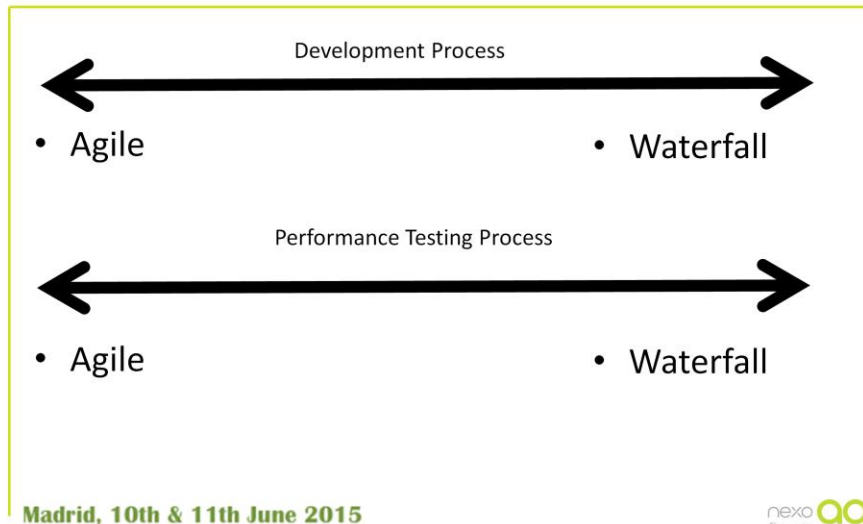 Development Process
• Agile
• Waterfall
Performance Testing Process
• Agile
• Waterfall
Madrid, 10th & 11th June 2015
nexo